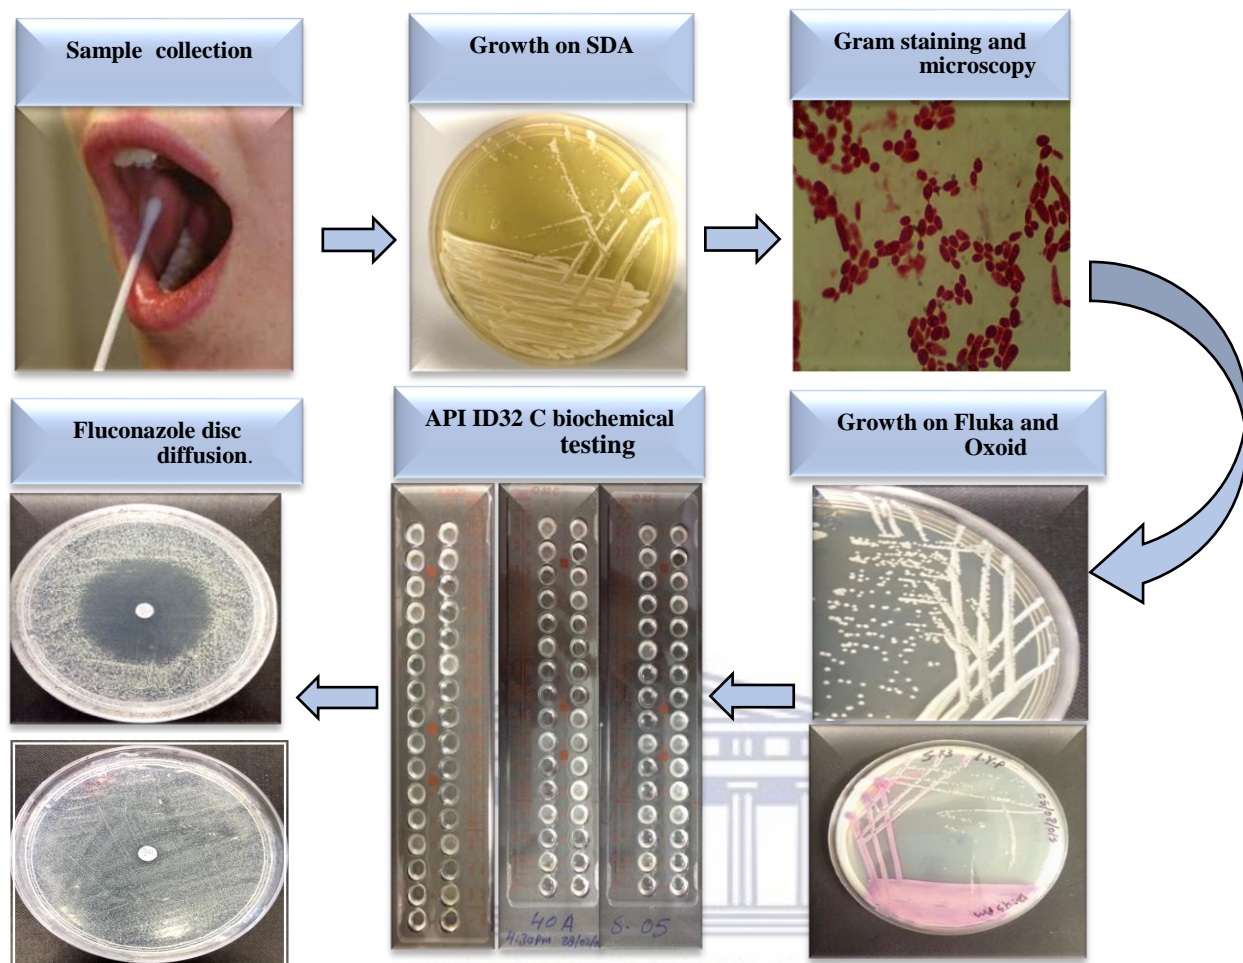 Sample collection
Growth on SDA
Gram staining and
microscopy
Growth on Fluka and
Oxoid
API ID32 C biochemical
testing
Fluconazole disc
diffusion.
40 A
4:30PM
S-05